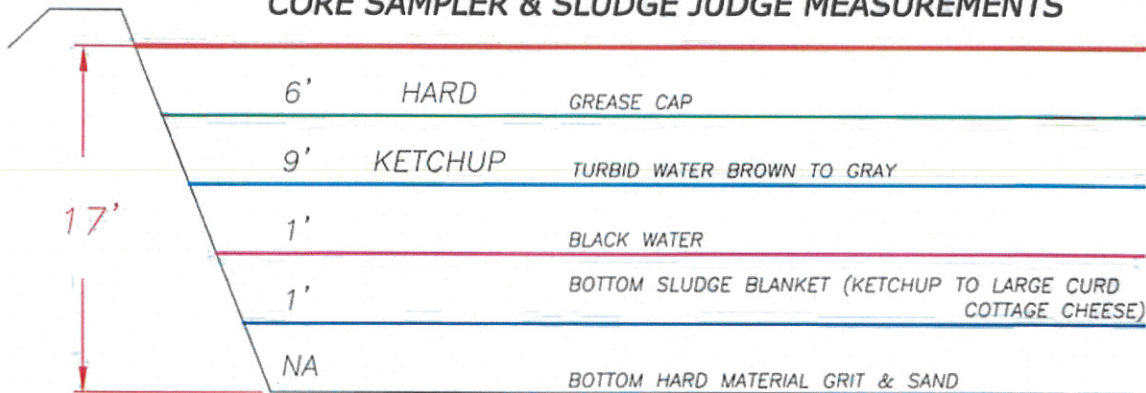 CORE SAMPLER & SLUDGE JUDGE MEASUREMENTS
6' HARD GREASE CAP
9' KETCHUP TURBID WATER BROWN TO GRAY
17'
1' BLACK WATER
1' BOTTOM SLUDGE BLANKET (KETCHUP TO LARGE CURD
COTTAGE CHEESE)
NA BOTTOM HARD MATERIAL GRIT & SAND